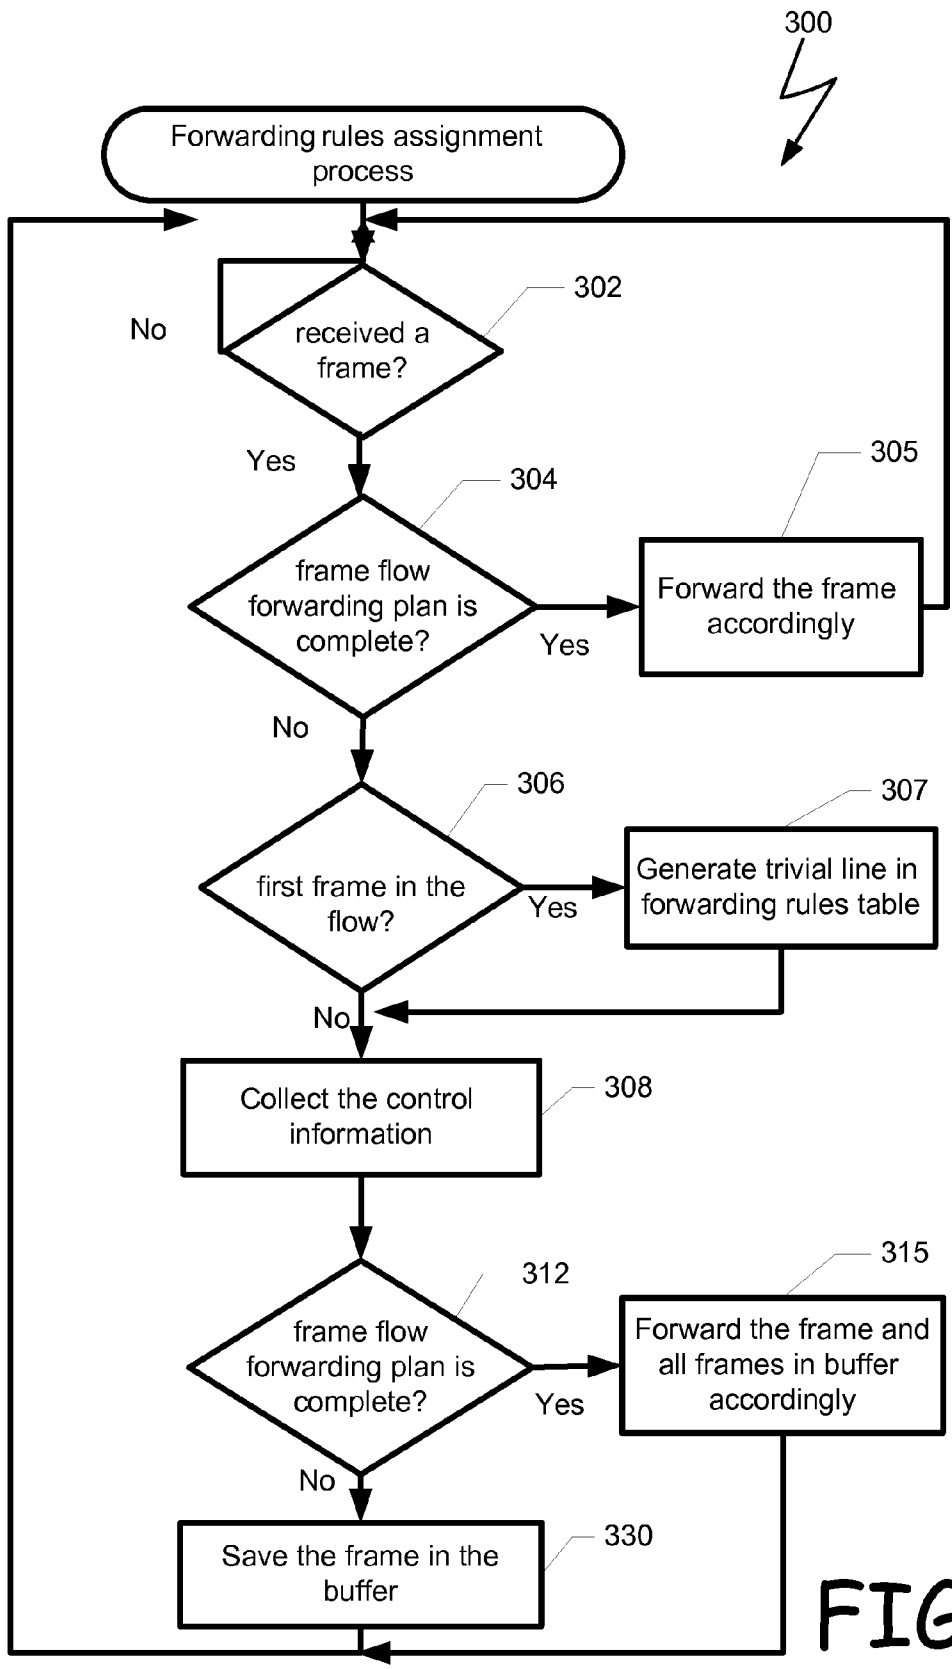 300
Forwarding rules assignment
process
302
received a
frame?
No
Yes
304
305
frame flow
forwarding plan is
complete?
Yes
Forward the frame
accordingly
No
306
307
first frame in the
flow?
Yes
Generate trivial line in
forwarding rules table
No
308
Collect the control
information
312
315
frame flow
forwarding plan is
complete?
Yes
Forward the frame and
all frames in buffer
accordingly
No
330
Save the frame in the
buffer
FIG